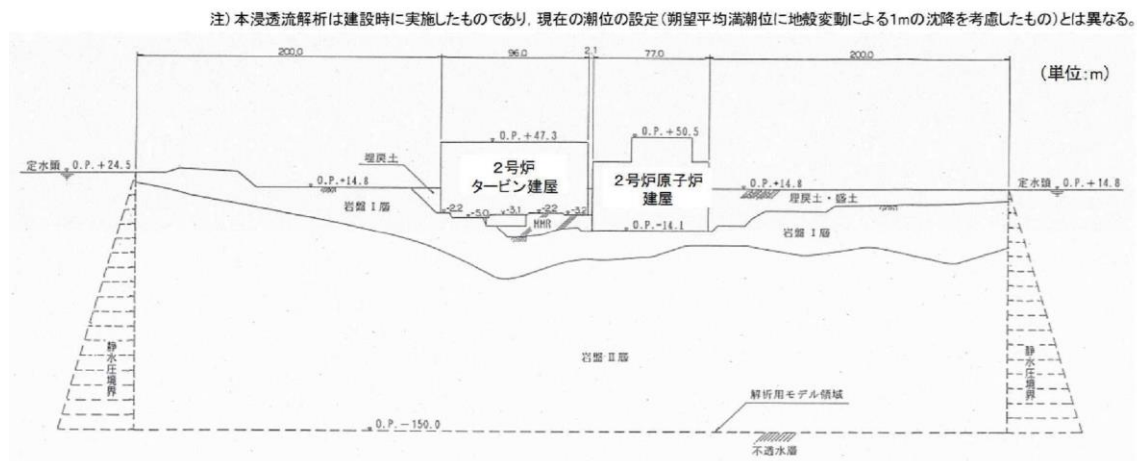 注）本浸透流解析は建設時に実施したものであり，現在の潮位の設定（朔望平均満潮位に地殻変動による1mの沈降を考慮したもの）とは異なる。
200.0 96.0 2.1 77.0 200.0
（単位：m）
O.P.+47.3
O.P.+50.5
定水頭 O.P.+24.5
埋戻土
2号炉
タービン建屋
2号炉原子炉
建屋
O.P.+14.8
O.P.+14.8
定水頭 O.P.+14.8
埋戻土・盛土
岩盤Ⅰ層
-2.2 -5.0 -3.1 -2.2 -3.2
MMR
O.P.-14.1
岩盤Ⅰ層
静水圧境界
岩盤Ⅱ層
静水圧境界
解析用モデル領域
O.P.-150.0
不透水層